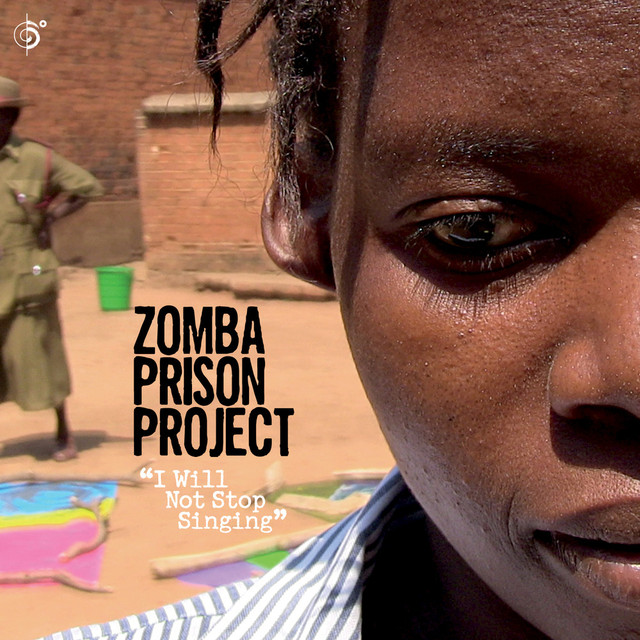 ZOMBA
PRISON
PROJECT
“I Will
Not Stop
Singing”